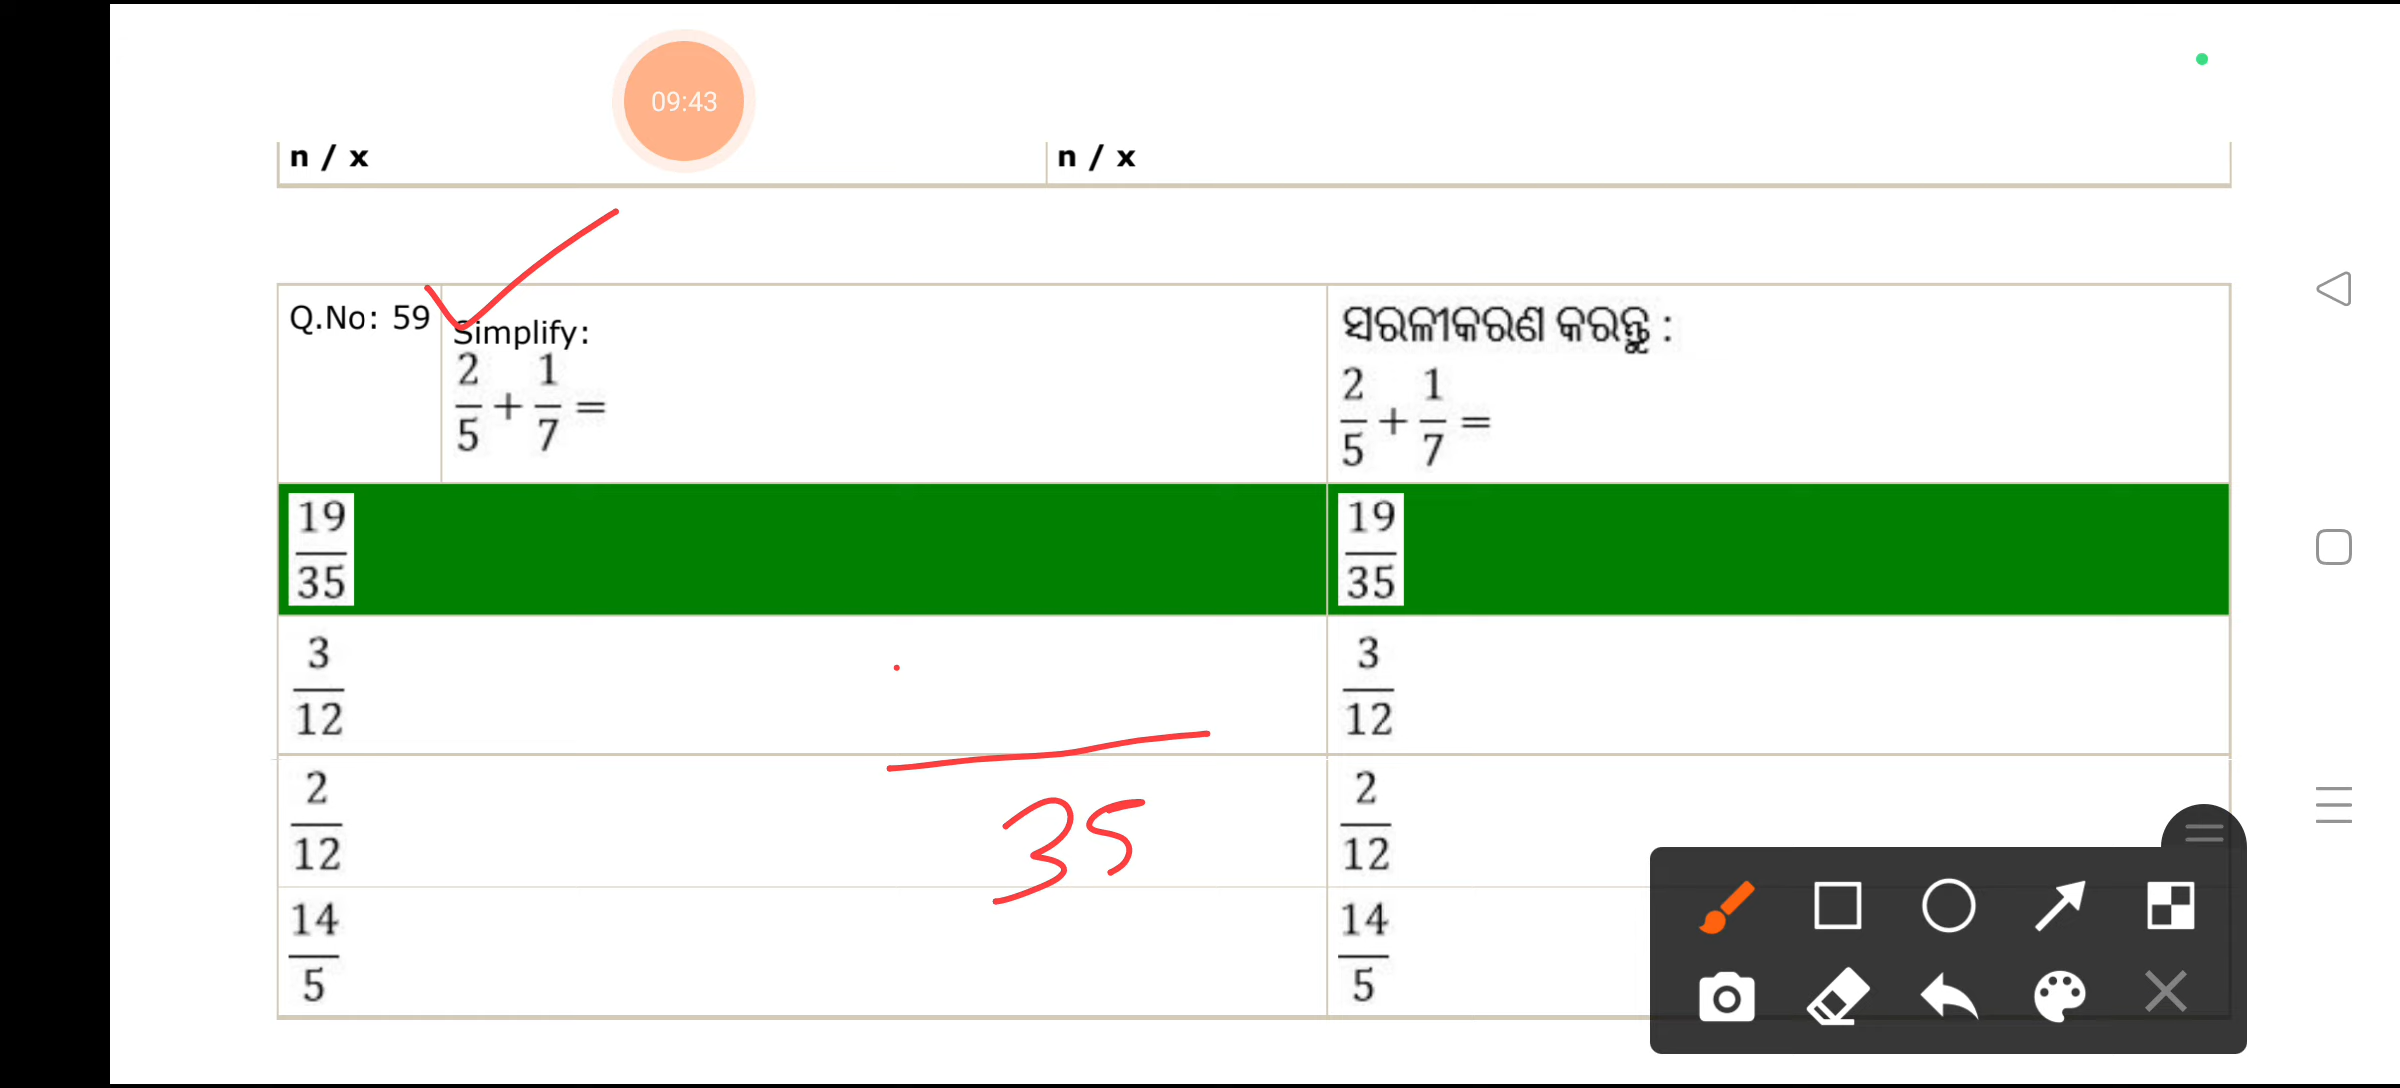 09:43
n / x n / x
Q.No: 59 Simplify: ସରଳୀକରଣ କରନ୍ତୁ :
2/5 + 1/7 = 2/5 + 1/7 =
19/35 19/35
3/12 3/12
2/12 2/12
35
14/5 14/5